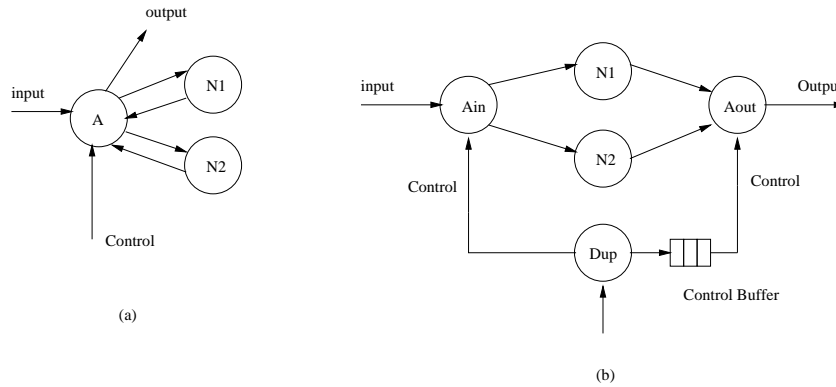 output
input
N1
A
N2
Control
(a)
input
N1
Output
Ain
Aout
N2
Control
Control
Dup
Control Buffer
(b)